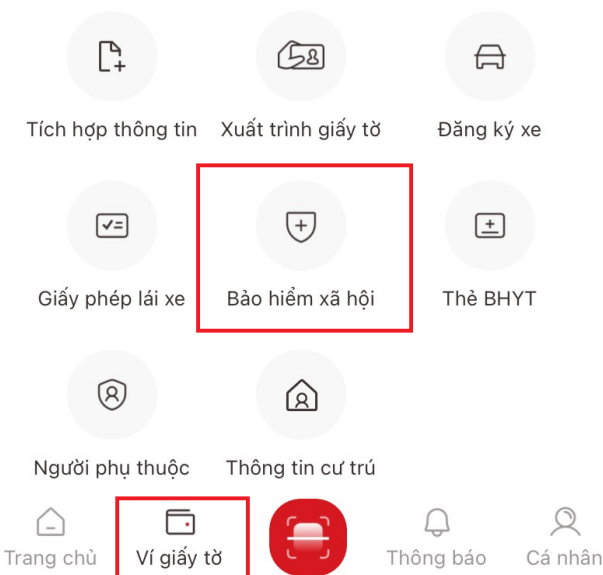 Tích hợp thông tin
Xuất trình giấy tờ
Đăng ký xe
Giấy phép lái xe
Bảo hiểm xã hội
Thẻ BHYT
Người phụ thuộc
Thông tin cư trú
Trang chủ
Ví giấy tờ
Thông báo
Cá nhân